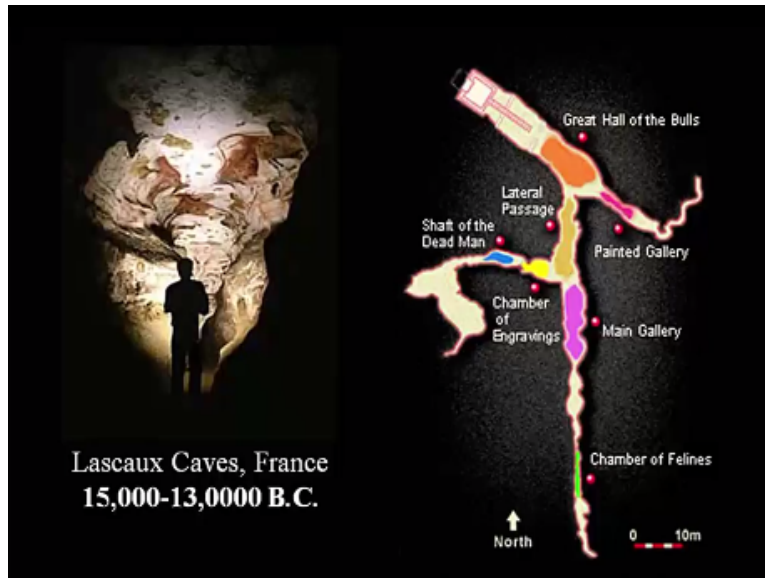 Lascaux Caves, France
15,000-13,0000 B.C.
Great Hall of the Bulls
Lateral
Passage
Shaft of the
Dead Man
Painted Gallery
Chamber
of
Engravings
Main Gallery
Chamber of Felines
North
0 10m